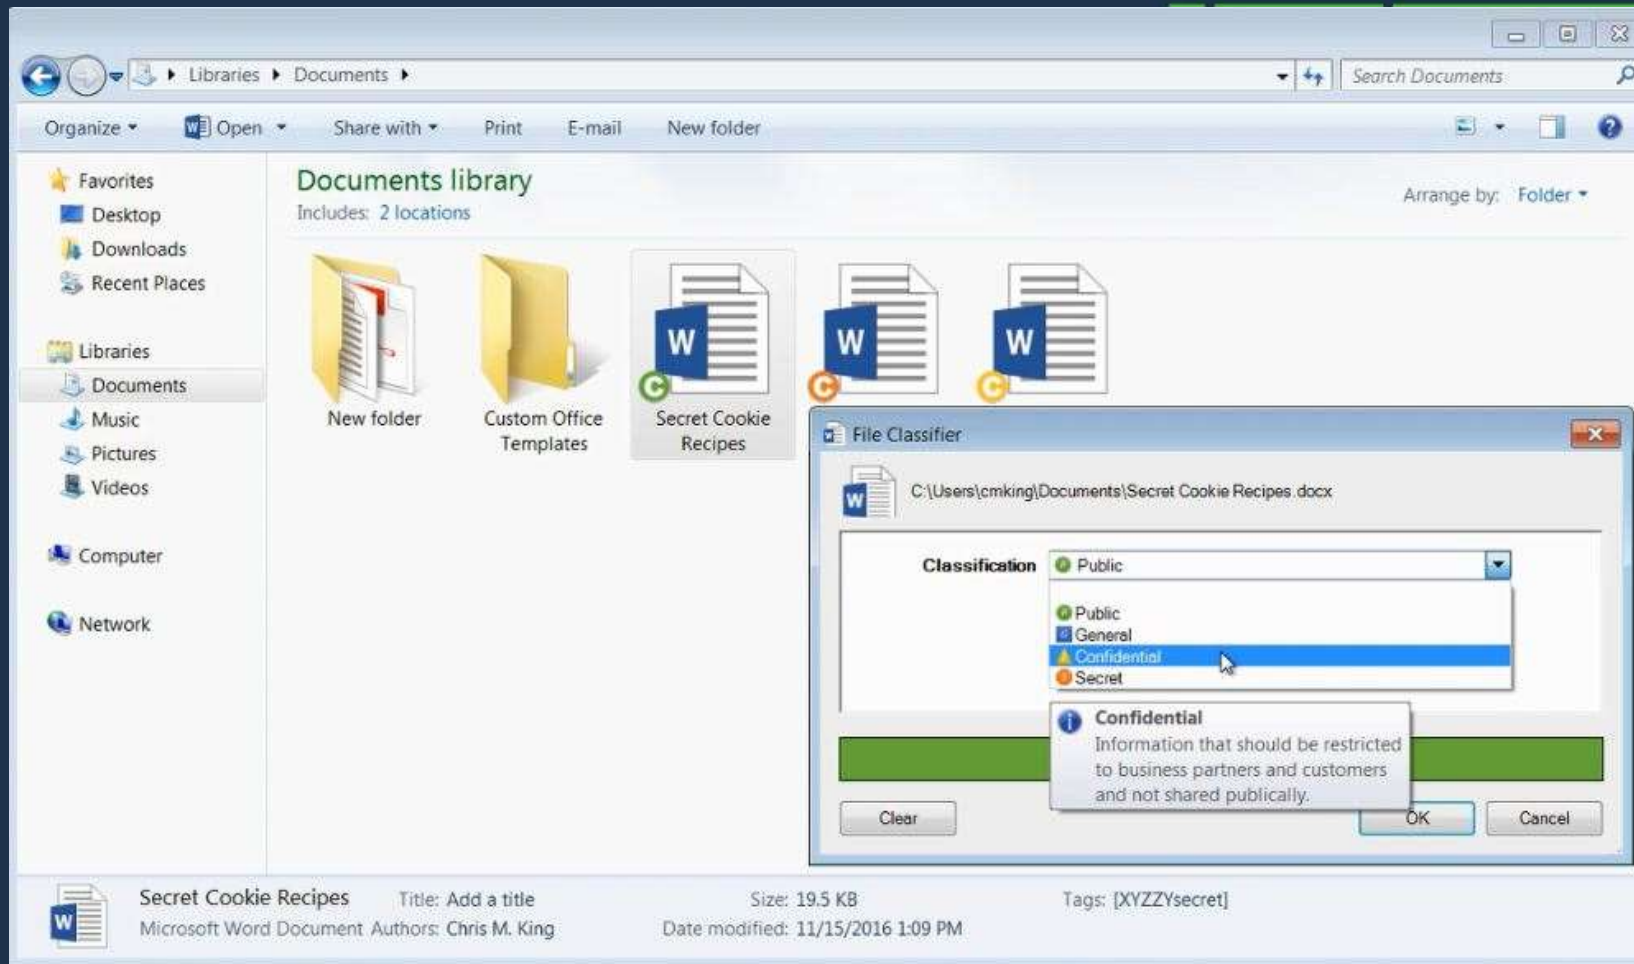 Libraries Documents
Search Documents
Organize Open Share with Print E-mail New folder
Favorites
Desktop
Downloads
Recent Places
Libraries
Documents
Music
Pictures
Videos
Computer
Network
Documents library
Includes: 2 locations
Arrange by: Folder
W
C
W
C
W
C
New folder
Custom Office
Templates
Secret Cookie
Recipes
File Classifier
W
C:\Users\cmking\Documents\Secret Cookie Recipes.docx
Classification Public
Public
General
Confidential
Secret
Confidential
Information that should be restricted
to business partners and customers
and not shared publically.
Clear OK Cancel
W
Secret Cookie Recipes Title: Add a title Size: 19.5 KB Tags: [XYZZYsecret]
Microsoft Word Document Authors: Chris M. King Date modified: 11/15/2016 1:09 PM